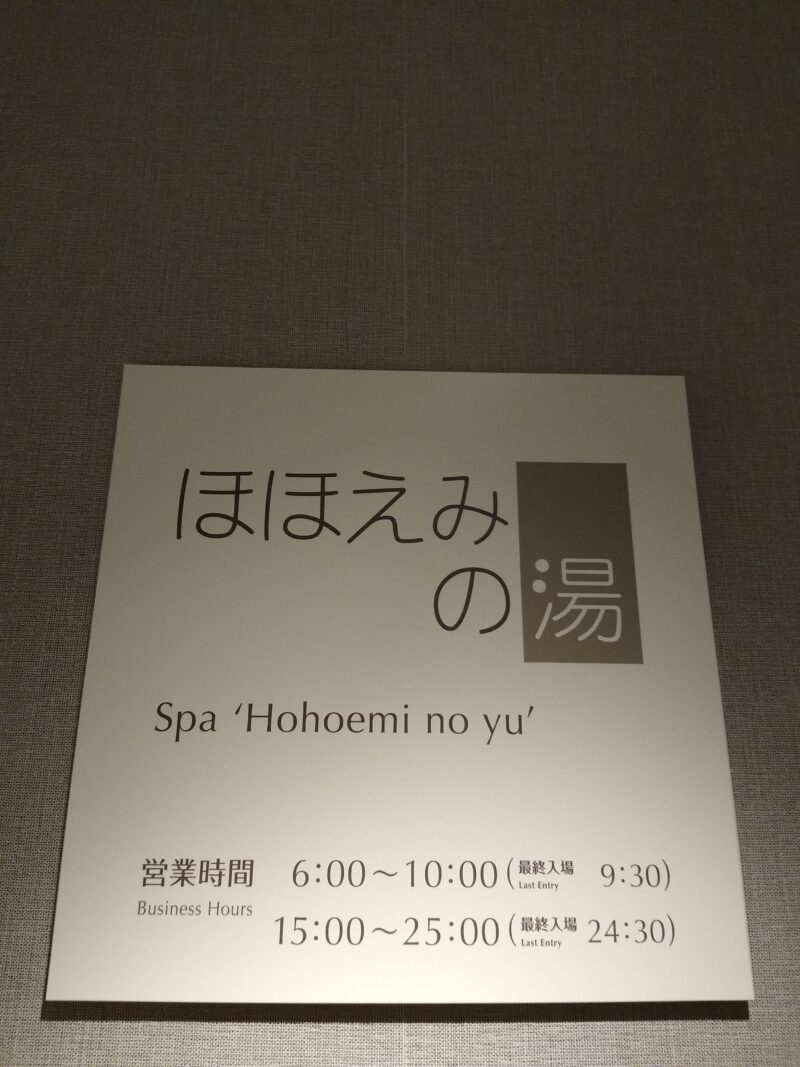 ほほえみ
の湯
Spa ‘Hohoemi no yu’
営業時間 6:00～10:00(最終入場 9:30)
Business Hours Last Entry
15:00～25:00(最終入場 24:30)
Last Entry